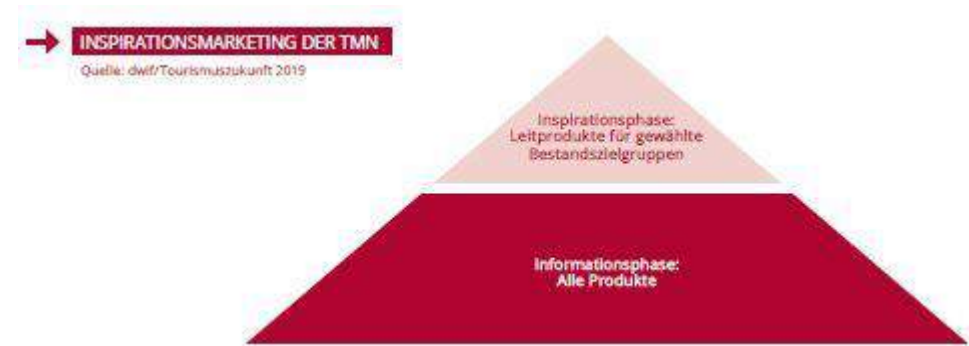 INSPIRATIONSMARKETING DER TMN
Quelle: dwif/Tourismuszukunft 2019
Inspirationsphase:
Leitprodukte für gewählte
Bestandszielgruppen
Informationsphase:
Alle Produkte